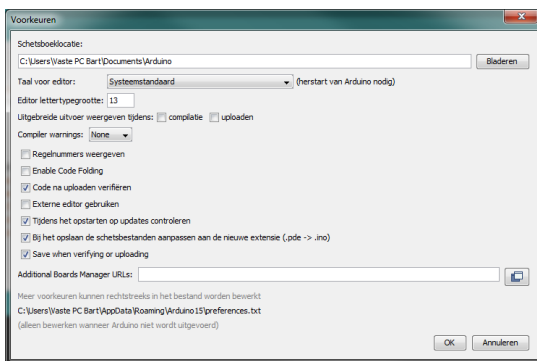 Voorkeuren
Schetsboeklocatie:
C:\Users\Vaste PC Bart\Documents\Arduino Bladeren
Taal voor editor: Systeemstandaard (herstart van Arduino nodig)
Editor lettertypegrootte: 13
Uitgebreide uitvoer weergeven tijdens: compilatie uploaden
Compiler warnings: None
Regelnummers weergeven
Enable Code Folding
Code na uploaden verifiëren
Externe editor gebruiken
Tijdens het opstarten op updates controleren
Bij het opslaan de schetsbestanden aanpassen aan de nieuwe extensie (.pde -> .ino)
Save when verifying or uploading
Additional Boards Manager URLs:
Meer voorkeuren kunnen rechtstreeks in het bestand worden bewerkt
C:\Users\Vaste PC Bart\AppData\Roaming\Arduino15\preferences.txt
(alleen bewerken wanneer Arduino niet wordt uitgevoerd)
OK Annuleren